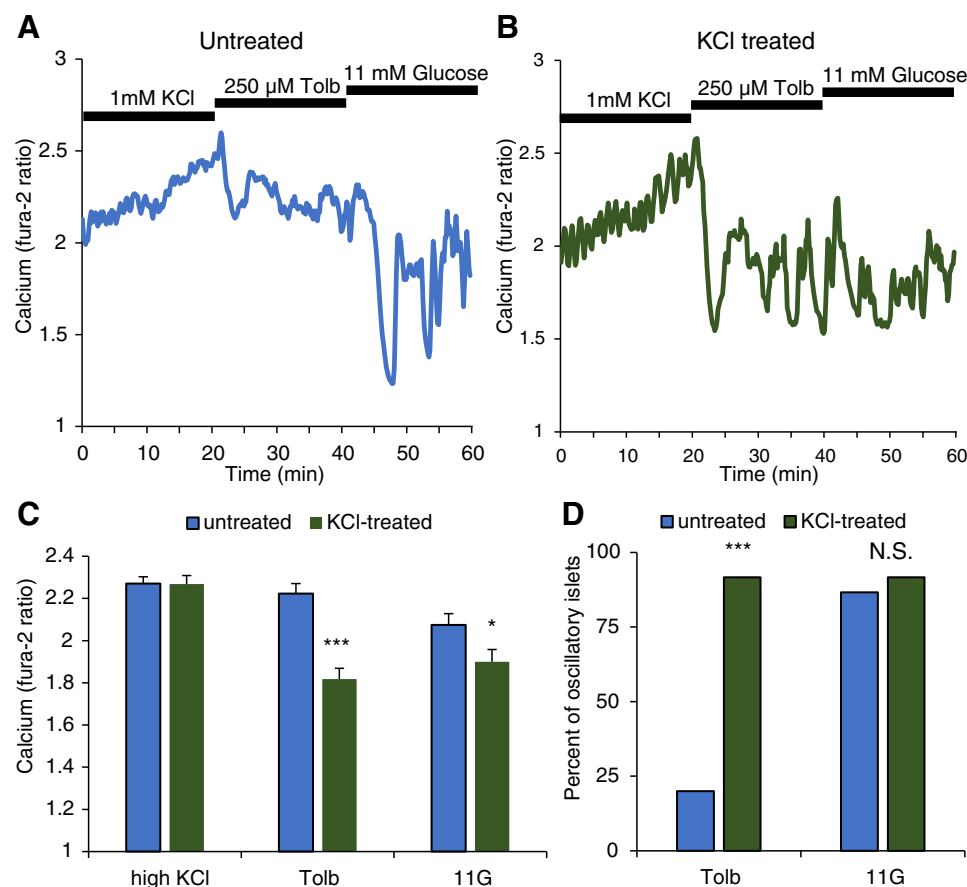 A
Untreated
1mM KCl
250 µM Tolb
11 mM Glucose
Calcium (fura-2 ratio)
3
2.5
2
1.5
1
0 10 20 30 40 50 60
Time (min)
B
KCl treated
1mM KCl
250 µM Tolb
11 mM Glucose
Calcium (fura-2 ratio)
3
2.5
2
1.5
1
0 10 20 30 40 50 60
Time (min)
C
untreated KCl-treated
Calcium (fura-2 ratio)
2.4
2.2
2
1.8
1.6
1.4
1.2
1
***
*
high KCl Tolb 11G
D
untreated KCl-treated
Percent of oscillatory islets
100
75
50
25
0
***
N.S.
Tolb 11G